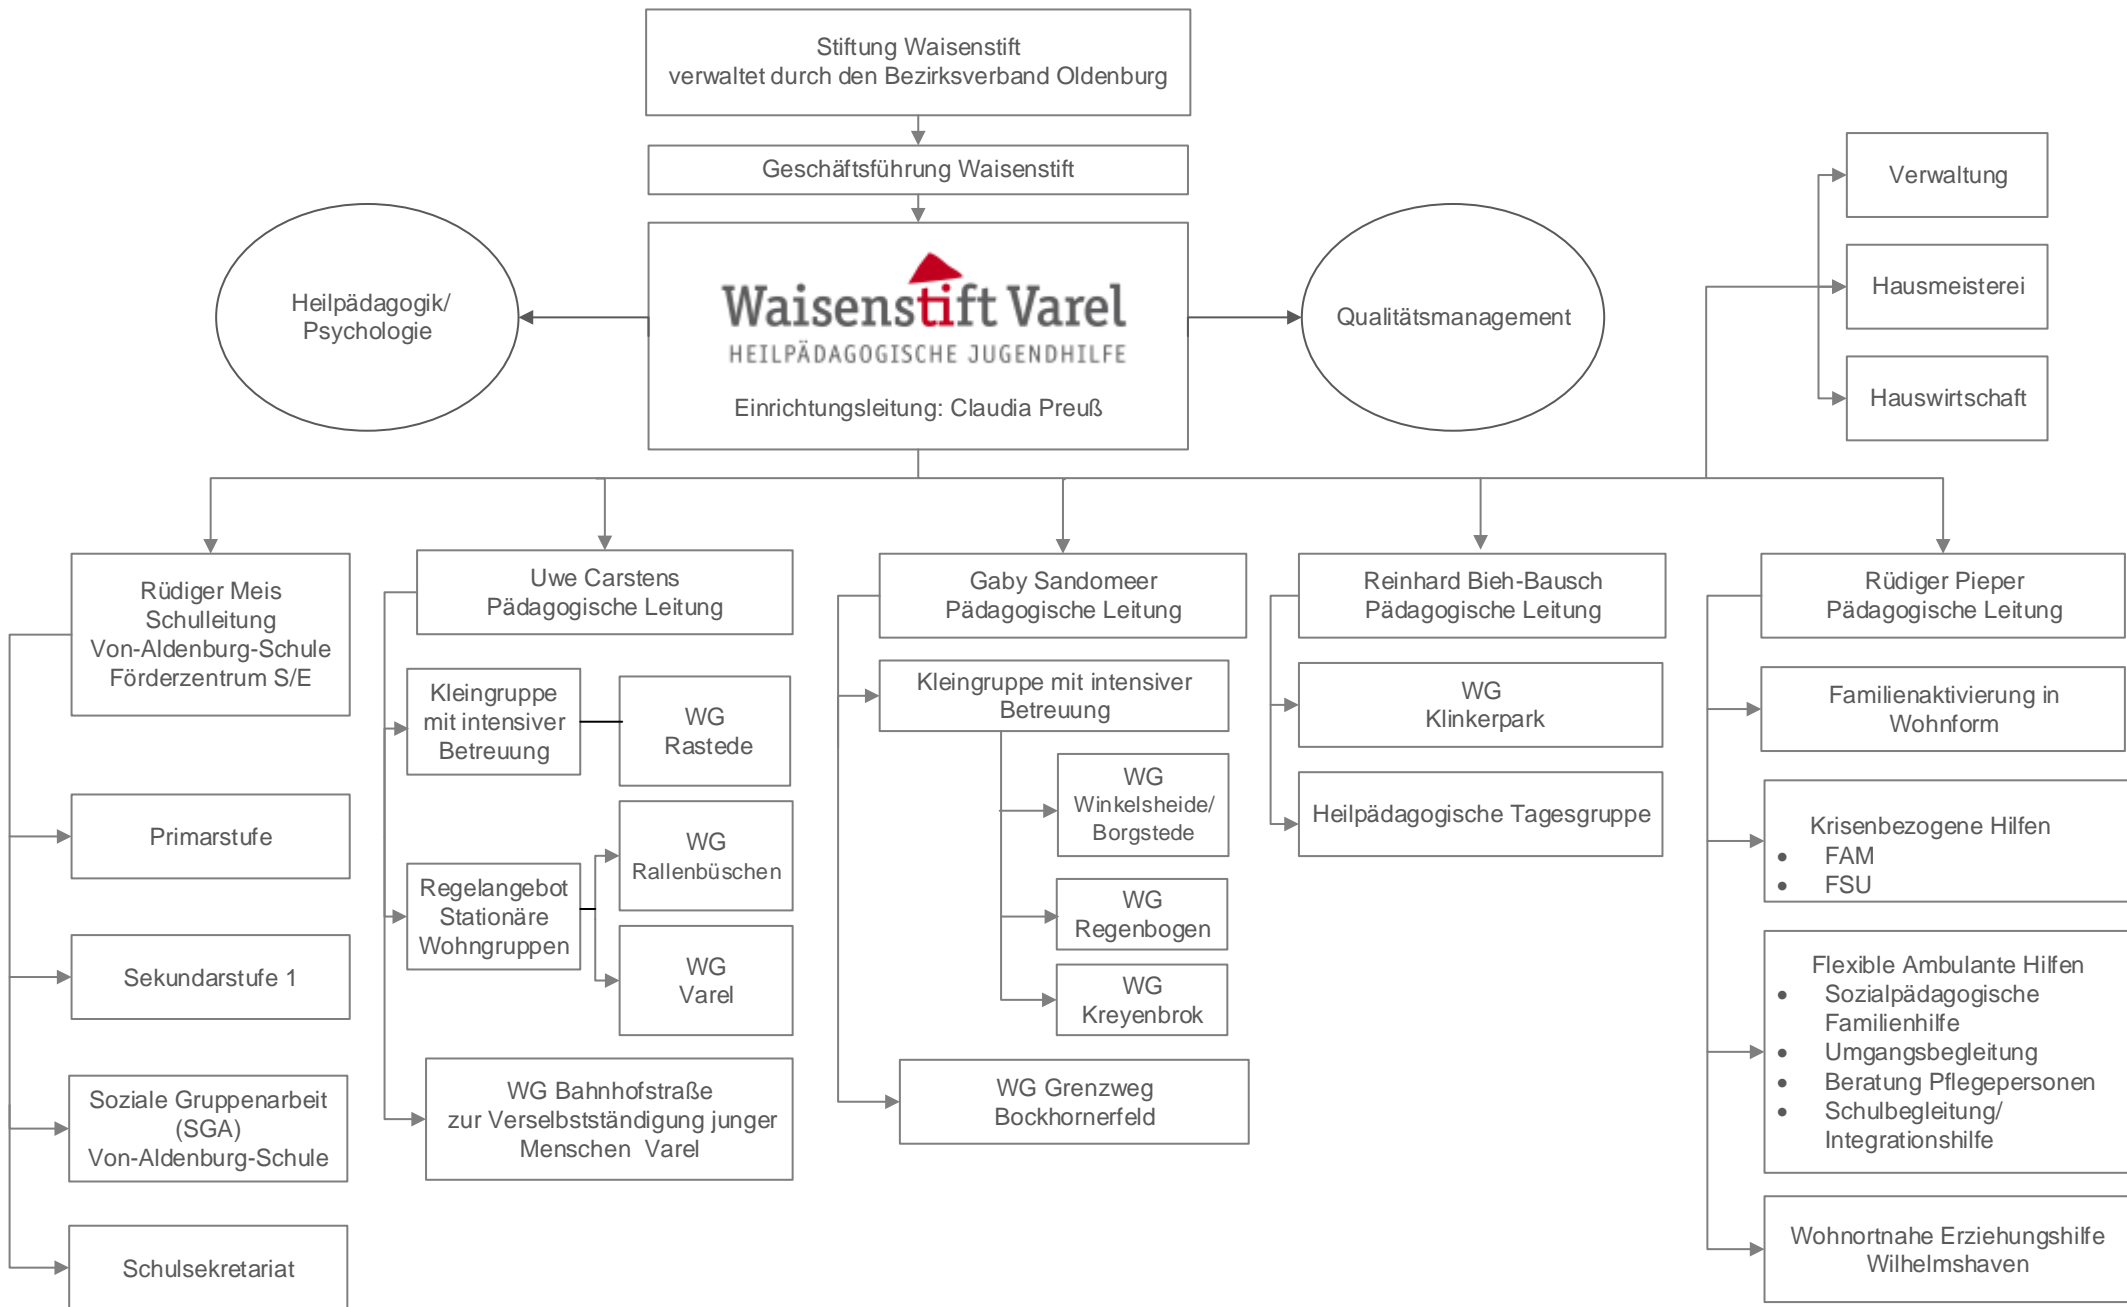 Stiftung Waisenstift
verwaltet durch den Bezirksverband Oldenburg
Geschäftsführung Waisenstift
Heilpädagogik/
Psychologie
Waisenstift Varel
HEILPÄDAGOGISCHE JUGENDHILFE
Einrichtungsleitung: Claudia Preuß
Qualitätsmanagement
Verwaltung
Hausmeisterei
Hauswirtschaft
Rüdiger Meis
Schulleitung
Von-Aldenburg-Schule
Förderzentrum S/E
Primarstufe
Sekundarstufe 1
Soziale Gruppenarbeit
(SGA)
Von-Aldenburg-Schule
Schulsekretariat
Uwe Carstens
Pädagogische Leitung
Kleingruppe
mit intensiver
Betreuung
WG
Rastede
Regelangebot
Stationäre
Wohngruppen
WG
Rallenbüschen
WG
Varel
WG Bahnhofstraße
zur Verselbstständigung junger
Menschen  Varel
Gaby Sandomeer
Pädagogische Leitung
Kleingruppe mit intensiver
Betreuung
WG
Winkelsheide/
Borgstede
WG
Regenbogen
WG
Kreyenbrok
WG Grenzweg
Bockhornerfeld
Reinhard Bieh-Bausch
Pädagogische Leitung
WG
Klinkerpark
Heilpädagogische Tagesgruppe
Rüdiger Pieper
Pädagogische Leitung
Familienaktivierung in
Wohnform
Krisenbezogene Hilfen
• FAM
• FSU
Flexible Ambulante Hilfen
• Sozialpädagogische
Familienhilfe
• Umgangsbegleitung
• Beratung Pflegepersonen
• Schulbegleitung/
Integrationshilfe
Wohnortnahe Erziehungshilfe
Wilhelmshaven